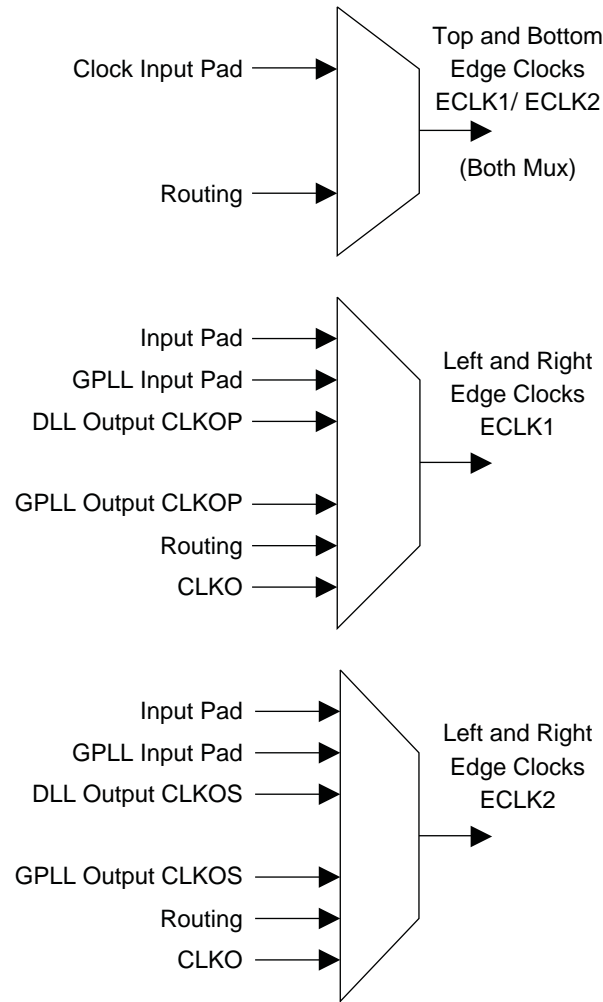 Clock Input Pad
Routing
Top and Bottom
Edge Clocks
ECLK1/ ECLK2
(Both Mux)
Input Pad
GPLL Input Pad
DLL Output CLKOP
GPLL Output CLKOP
Routing
CLKO
Left and Right
Edge Clocks
ECLK1
Input Pad
GPLL Input Pad
DLL Output CLKOS
GPLL Output CLKOS
Routing
CLKO
Left and Right
Edge Clocks
ECLK2